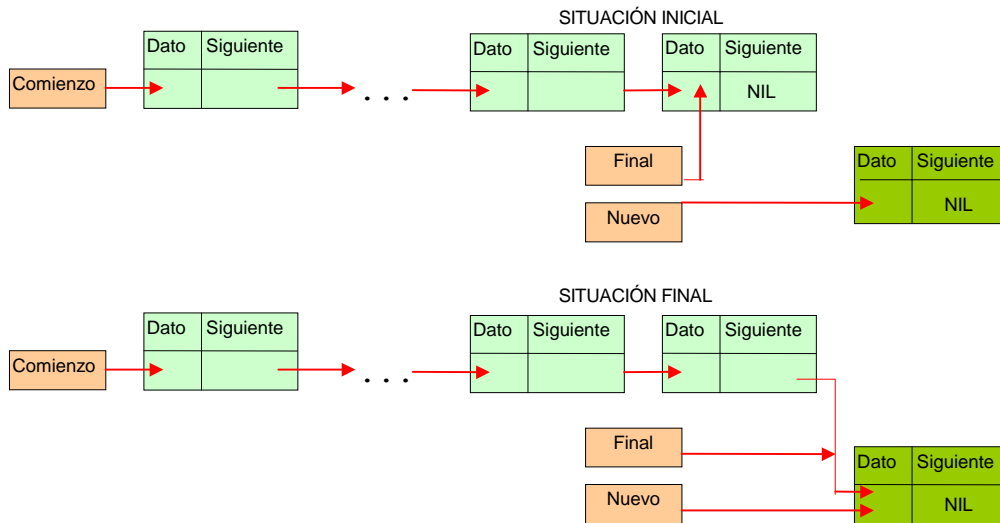 SITUACIÓN INICIAL
Dato Siguiente Dato Siguiente Dato Siguiente
Comienzo . . . NIL
Final Dato Siguiente
Nuevo NIL
SITUACIÓN FINAL
Dato Siguiente Dato Siguiente Dato Siguiente
Comienzo . . .
Final Dato Siguiente
Nuevo NIL